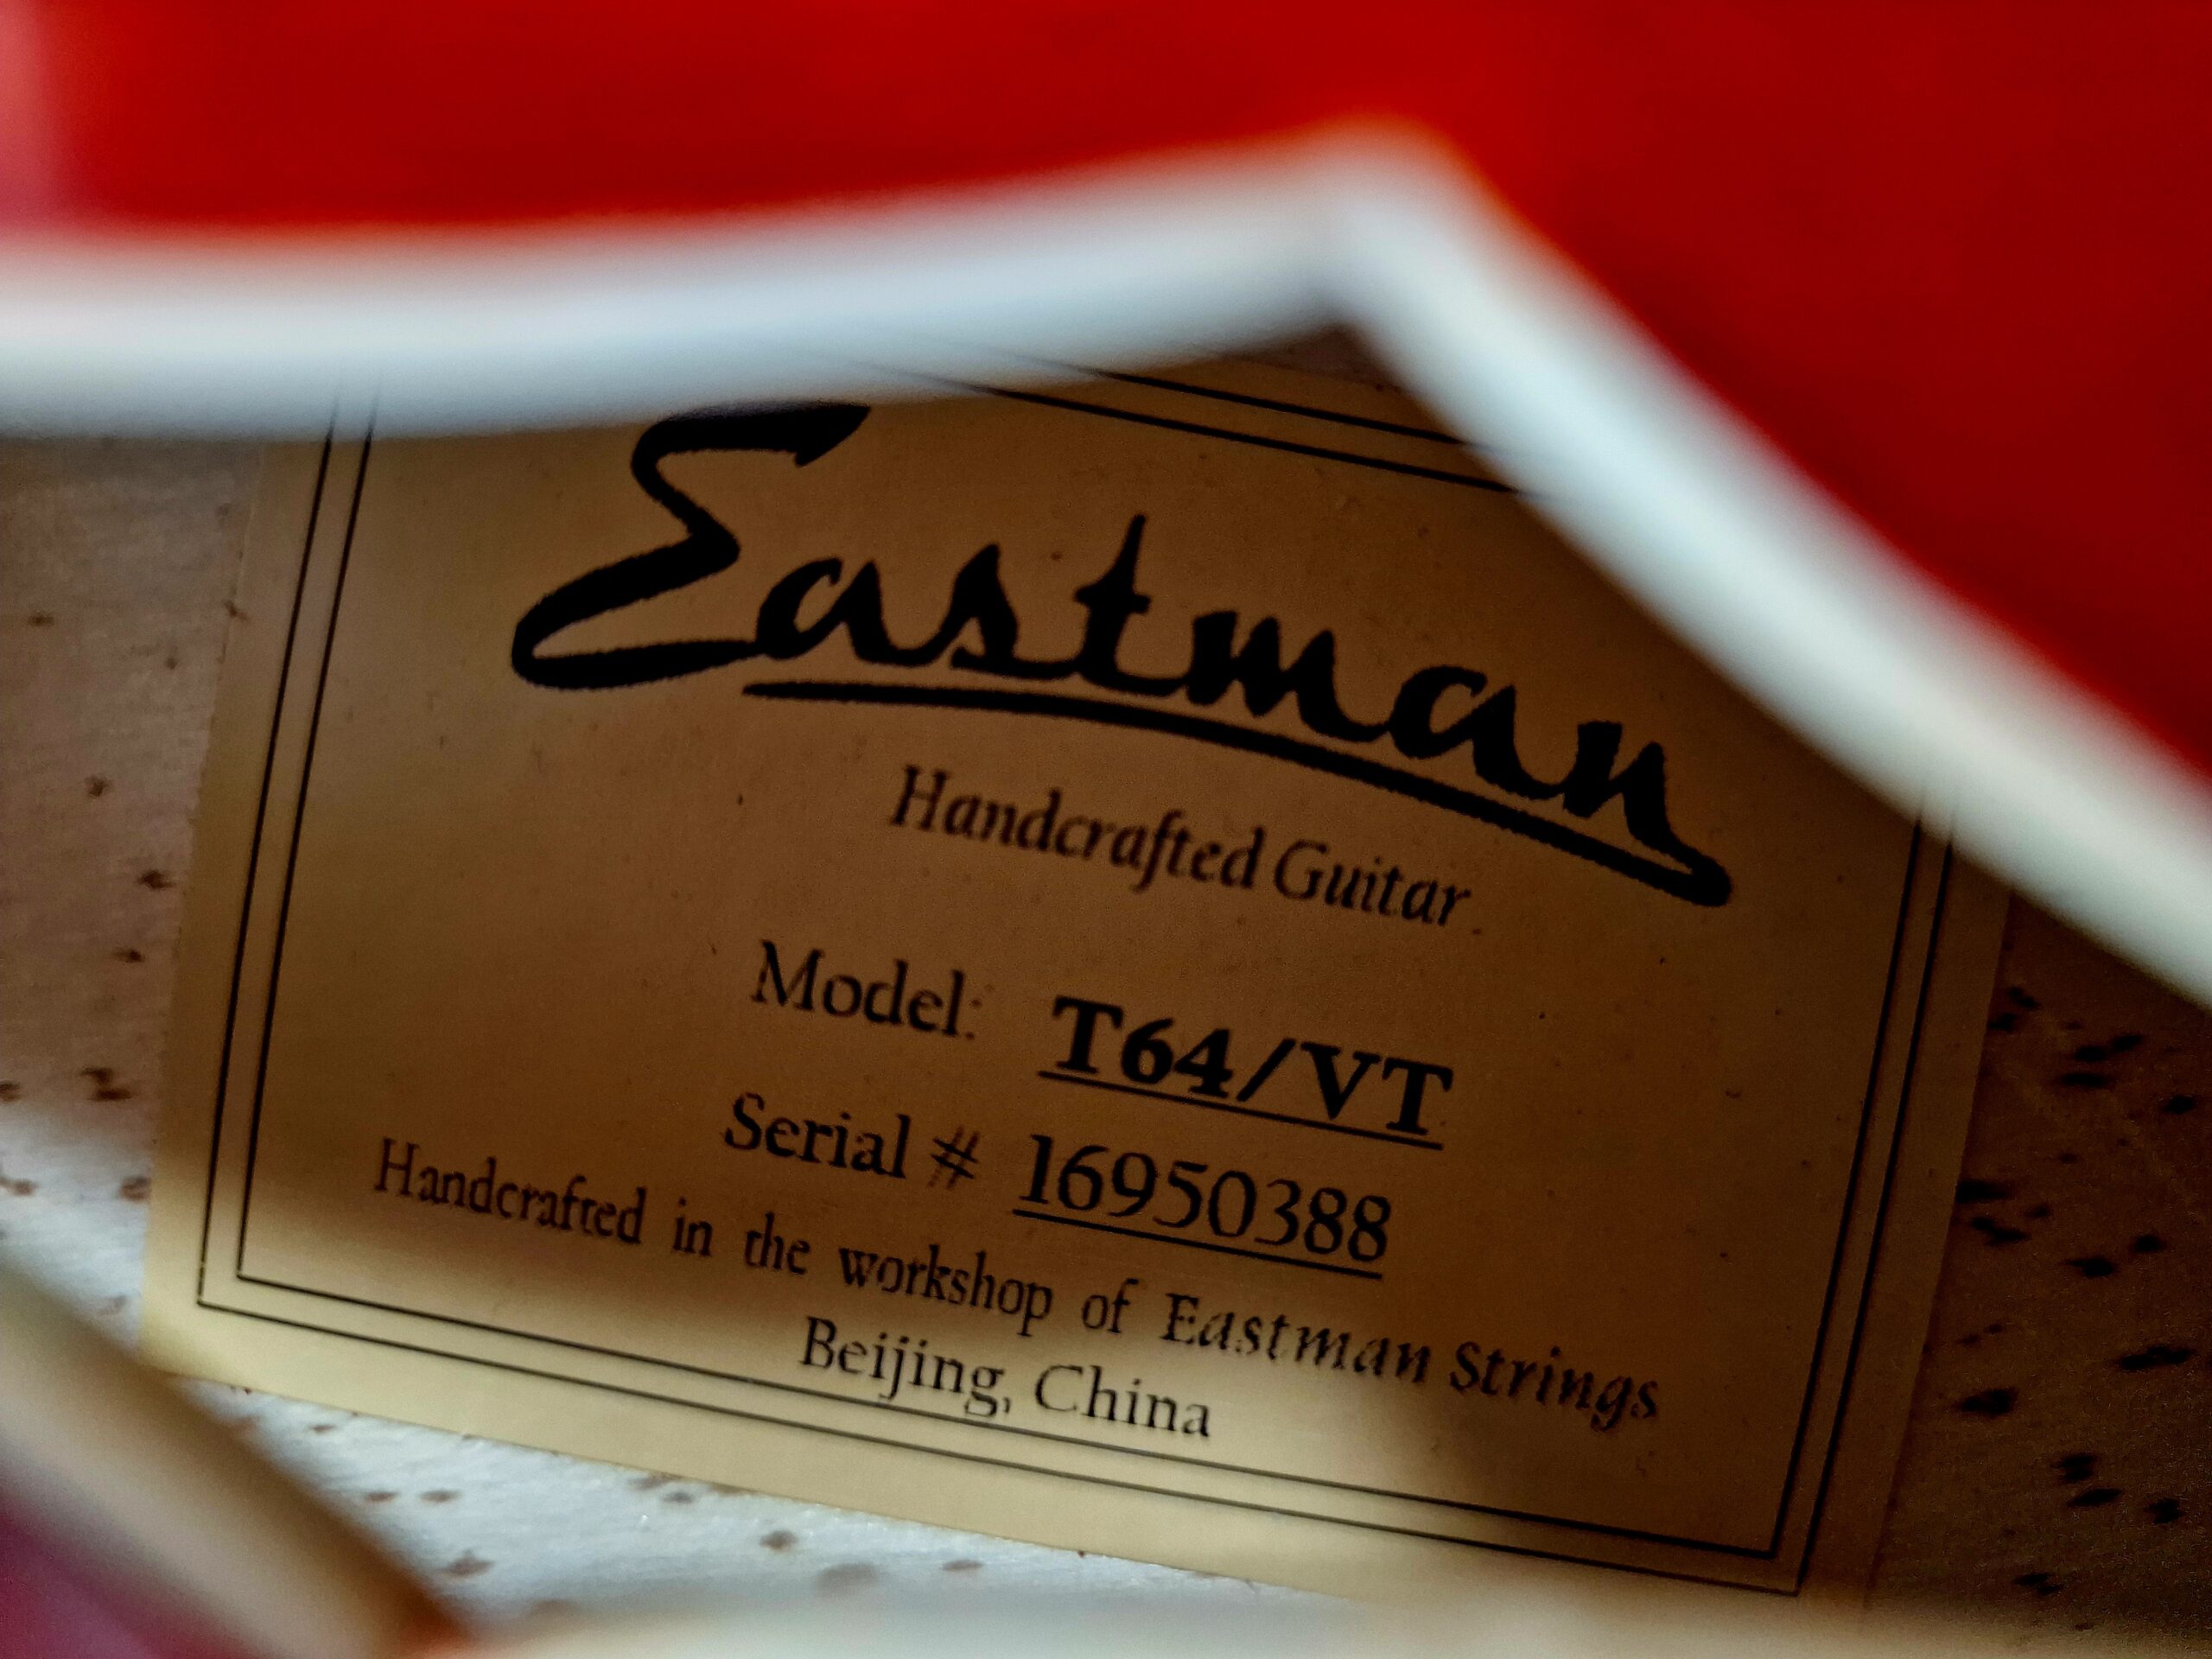 Eastman
Handcrafted Guitar
Model: T64/VT
Serial # 16950388
Handcrafted in the workshop of Eastman Strings
Beijing, China